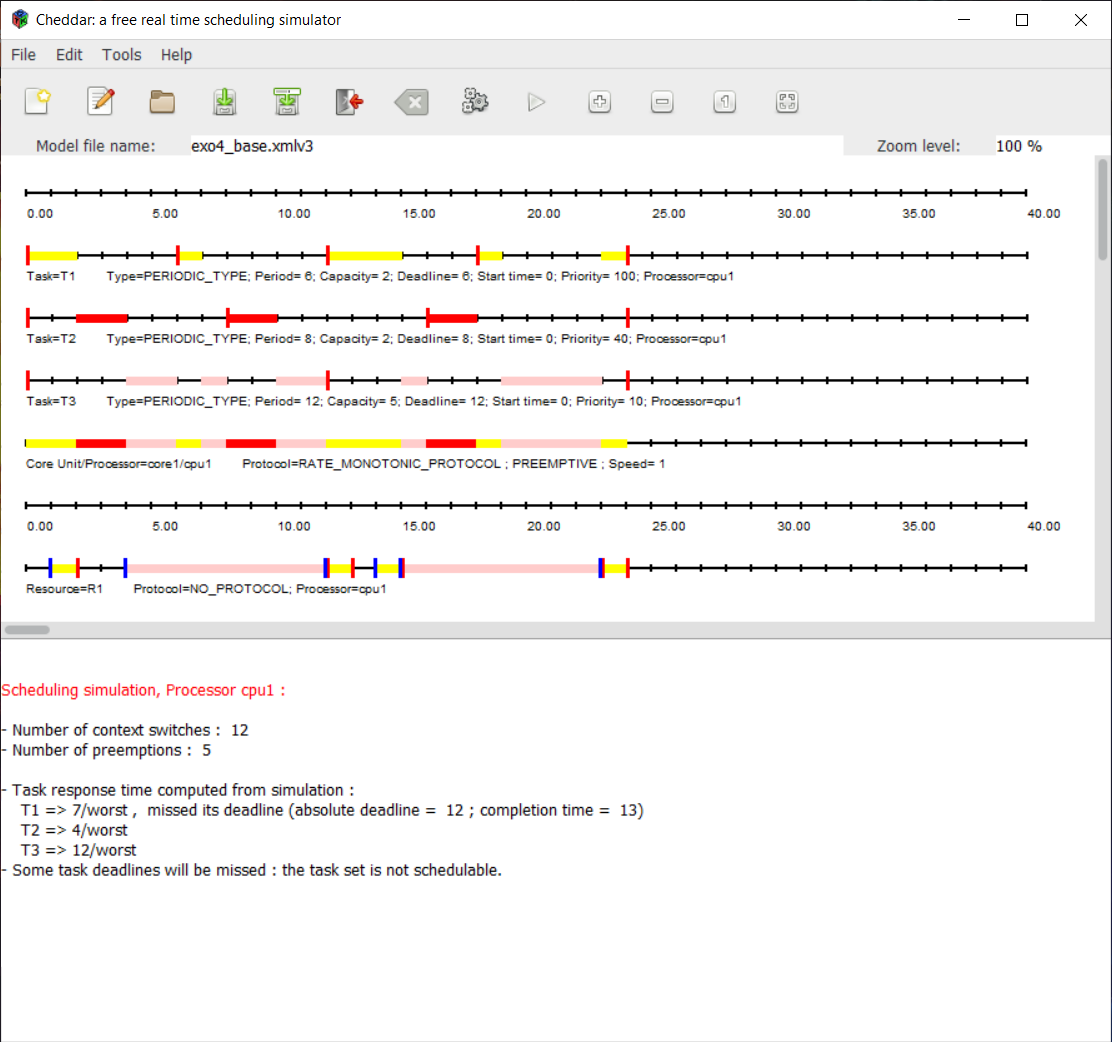 Cheddar: a free real time scheduling simulator
File Edit Tools Help
1
Model file name: exo4_base.xmlv3 Zoom level: 100 %
0.00 5.00 10.00 15.00 20.00 25.00 30.00 35.00 40.00
Task=T1 Type=PERIODIC_TYPE; Period= 6; Capacity= 2; Deadline= 6; Start time= 0; Priority= 100; Processor=cpu1
Task=T2 Type=PERIODIC_TYPE; Period= 8; Capacity= 2; Deadline= 8; Start time= 0; Priority= 40; Processor=cpu1
Task=T3 Type=PERIODIC_TYPE; Period= 12; Capacity= 5; Deadline= 12; Start time= 0; Priority= 10; Processor=cpu1
Core Unit/Processor=core1/cpu1 Protocol=RATE_MONOTONIC_PROTOCOL ; PREEMPTIVE ; Speed= 1
0.00 5.00 10.00 15.00 20.00 25.00 30.00 35.00 40.00
Resource=R1 Protocol=NO_PROTOCOL; Processor=cpu1
Scheduling simulation, Processor cpu1 :
- Number of context switches : 12
- Number of preemptions : 5
- Task response time computed from simulation :
T1 => 7/worst , missed its deadline (absolute deadline = 12 ; completion time = 13)
T2 => 4/worst
T3 => 12/worst
- Some task deadlines will be missed : the task set is not schedulable.